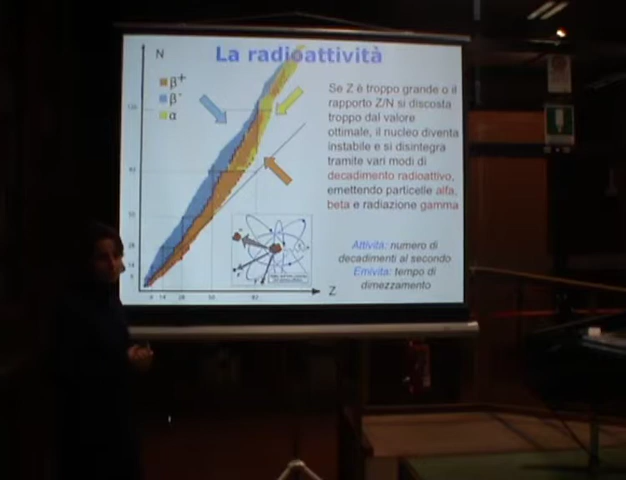 La radioattività
N
β+
β-
α
Se Z è troppo grande o il
rapporto Z/N si discosta
troppo dal valore
ottimale, il nucleo diventa
instabile e si disintegra
tramite vari modi di
decadimento radioattivo,
emettendo particelle alfa,
beta e radiazione gamma
Attività: numero di
decadimenti al secondo
Emivita: tempo di
dimezzamento
Z